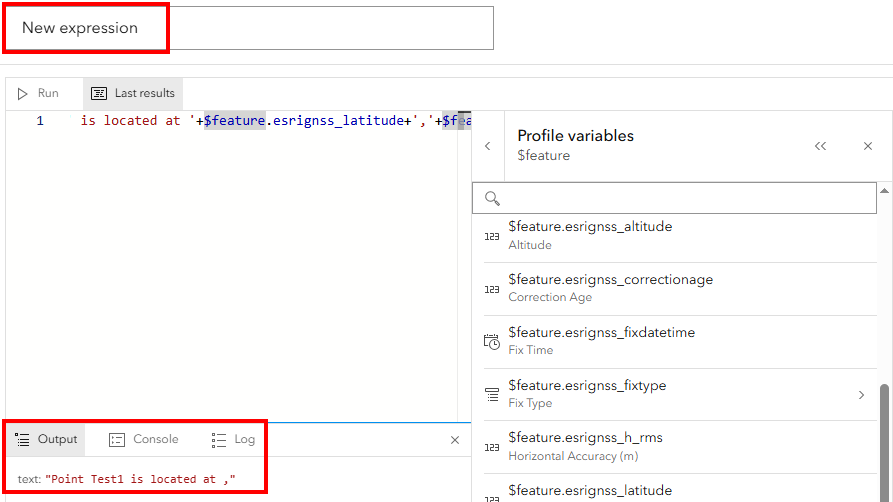 New expression
Run
Last results
1 is located at '+$feature.esrignss_latitude+','+$fea
Profile variables
$feature
$feature.esrignss_altitude
Altitude
$feature.esrignss_correctionage
Correction Age
$feature.esrignss_fixdatetime
Fix Time
$feature.esrignss_fixtype
Fix Type
$feature.esrignss_h_rms
Horizontal Accuracy (m)
$feature.esrignss_latitude
Output
Console
Log
text: "Point Test1 is located at ,"